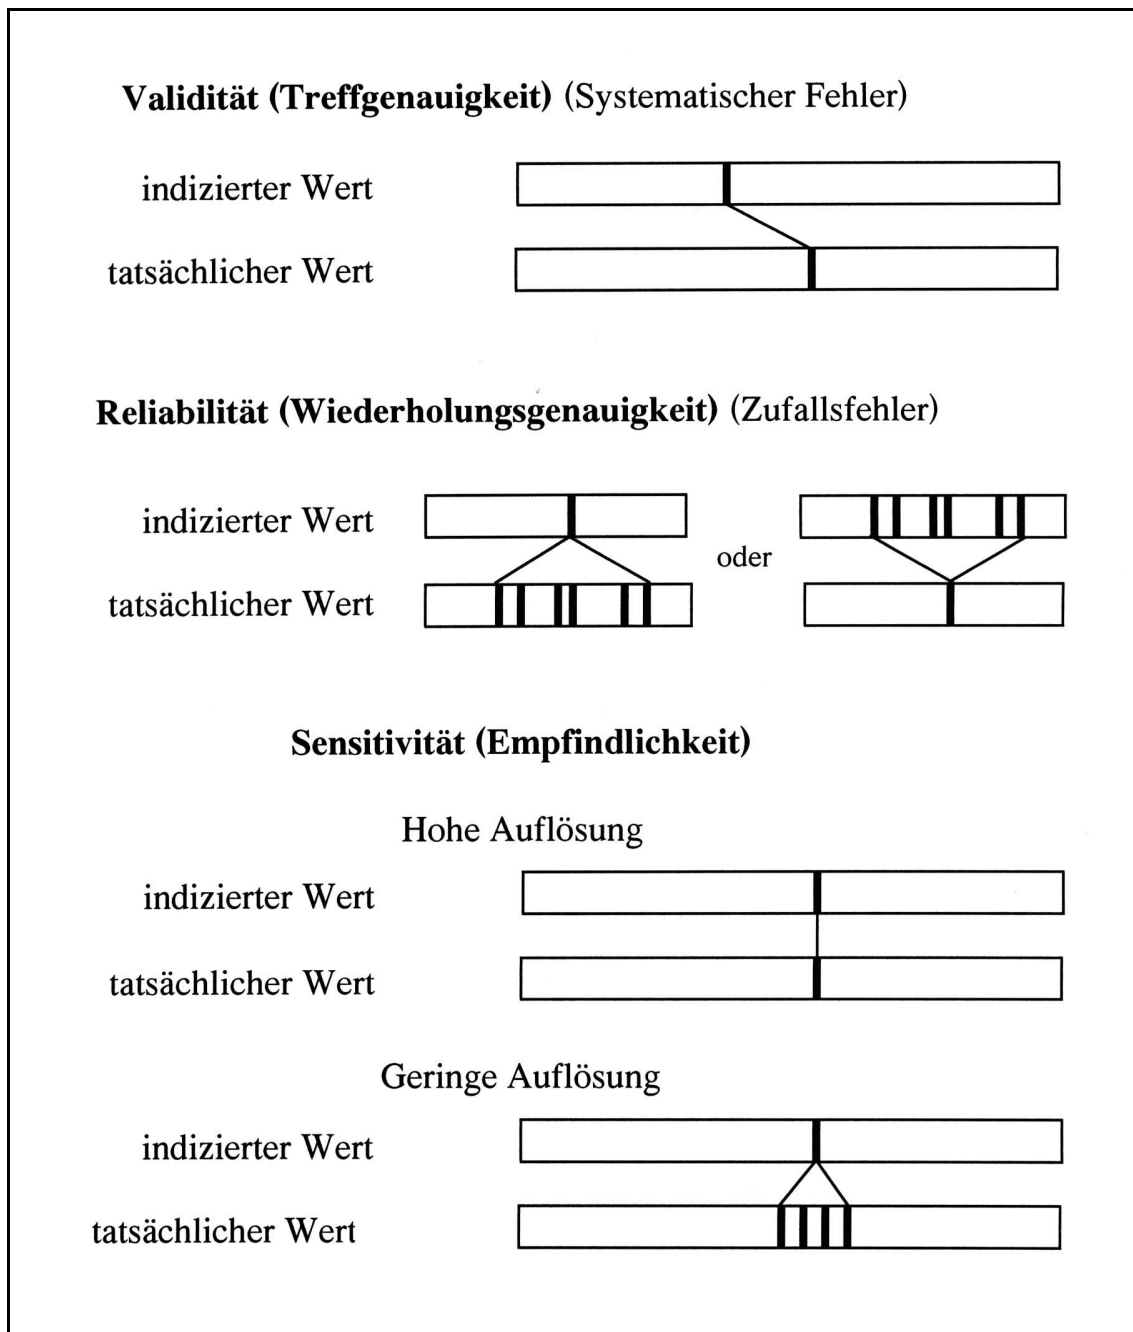 Validität (Treffgenauigkeit) (Systematischer Fehler)
indizierter Wert
tatsächlicher Wert
Reliabilität (Wiederholungsgenauigkeit) (Zufallsfehler)
indizierter Wert
oder
tatsächlicher Wert
Sensitivität (Empfindlichkeit)
Hohe Auflösung
indizierter Wert
tatsächlicher Wert
Geringe Auflösung
indizierter Wert
tatsächlicher Wert